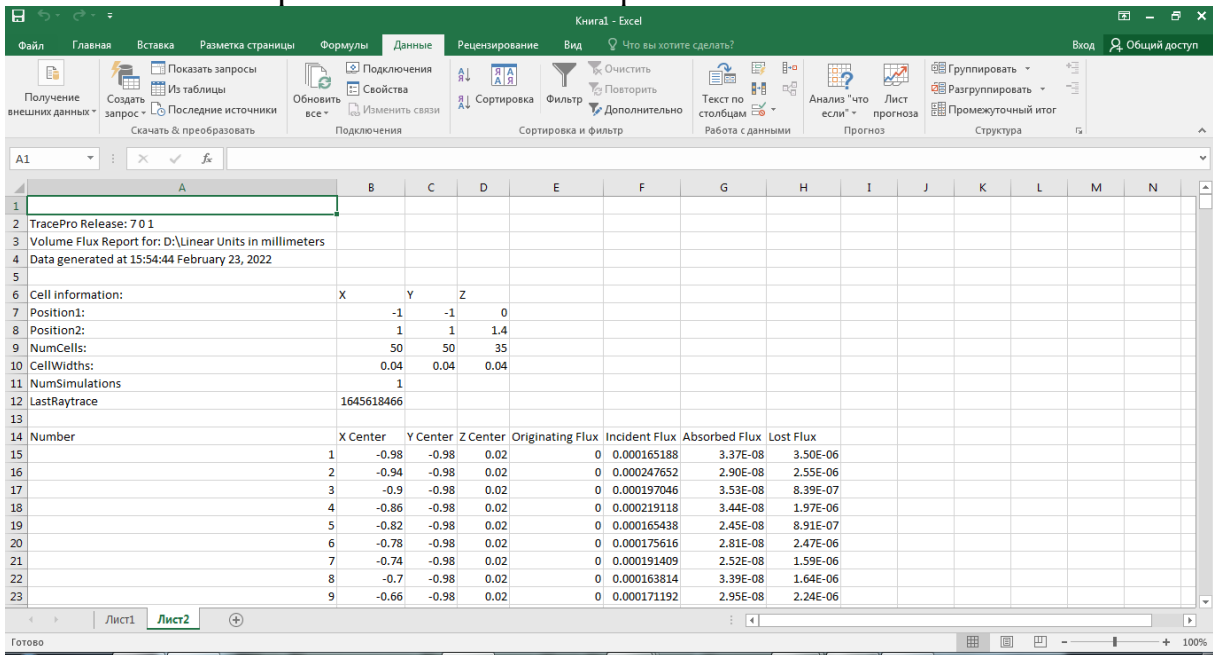 Книга1 - Excel
Файл Главная Вставка Разметка страницы Формулы Данные Рецензирование Вид Что вы хотите сделать? Вход Общий доступ
Получение внешних данных
Создать запрос
Показать запросы
Из таблицы
Последние источники
Скачать & преобразовать
Обновить все
Подключения
Свойства
Изменить связи
Подключения
Сортировка
Фильтр
Очистить
Повторить
Дополнительно
Сортировка и фильтр
Текст по столбцам
Работа с данными
Анализ "что если"
Лист прогноза
Прогноз
Группировать
Разгруппировать
Промежуточный итог
Структура
A1 fx
A B C D E F G H I J K L M N
1
2 TracePro Release: 7 0 1
3 Volume Flux Report for: D:\Linear Units in millimeters
4 Data generated at 15:54:44 February 23, 2022
5
6 Cell information: X Y Z
7 Position1: -1 -1 0
8 Position2: 1 1 1.4
9 NumCells: 50 50 35
10 CellWidths: 0.04 0.04 0.04
11 NumSimulations 1
12 LastRaytrace 1645618466
13
14 Number X Center Y Center Z Center Originating Flux Incident Flux Absorbed Flux Lost Flux
15 1 -0.98 -0.98 0.02 0 0.000165188 3.37E-08 3.50E-06
16 2 -0.94 -0.98 0.02 0 0.000247652 2.90E-08 2.55E-06
17 3 -0.9 -0.98 0.02 0 0.000197046 3.53E-08 8.39E-07
18 4 -0.86 -0.98 0.02 0 0.000219118 3.44E-08 1.97E-06
19 5 -0.82 -0.98 0.02 0 0.000165438 2.45E-08 8.91E-07
20 6 -0.78 -0.98 0.02 0 0.000175616 2.81E-08 2.47E-06
21 7 -0.74 -0.98 0.02 0 0.000191409 2.52E-08 1.59E-06
22 8 -0.7 -0.98 0.02 0 0.000163814 3.39E-08 1.64E-06
23 9 -0.66 -0.98 0.02 0 0.000171192 2.95E-08 2.24E-06
Лист1 Лист2
Готово 100%